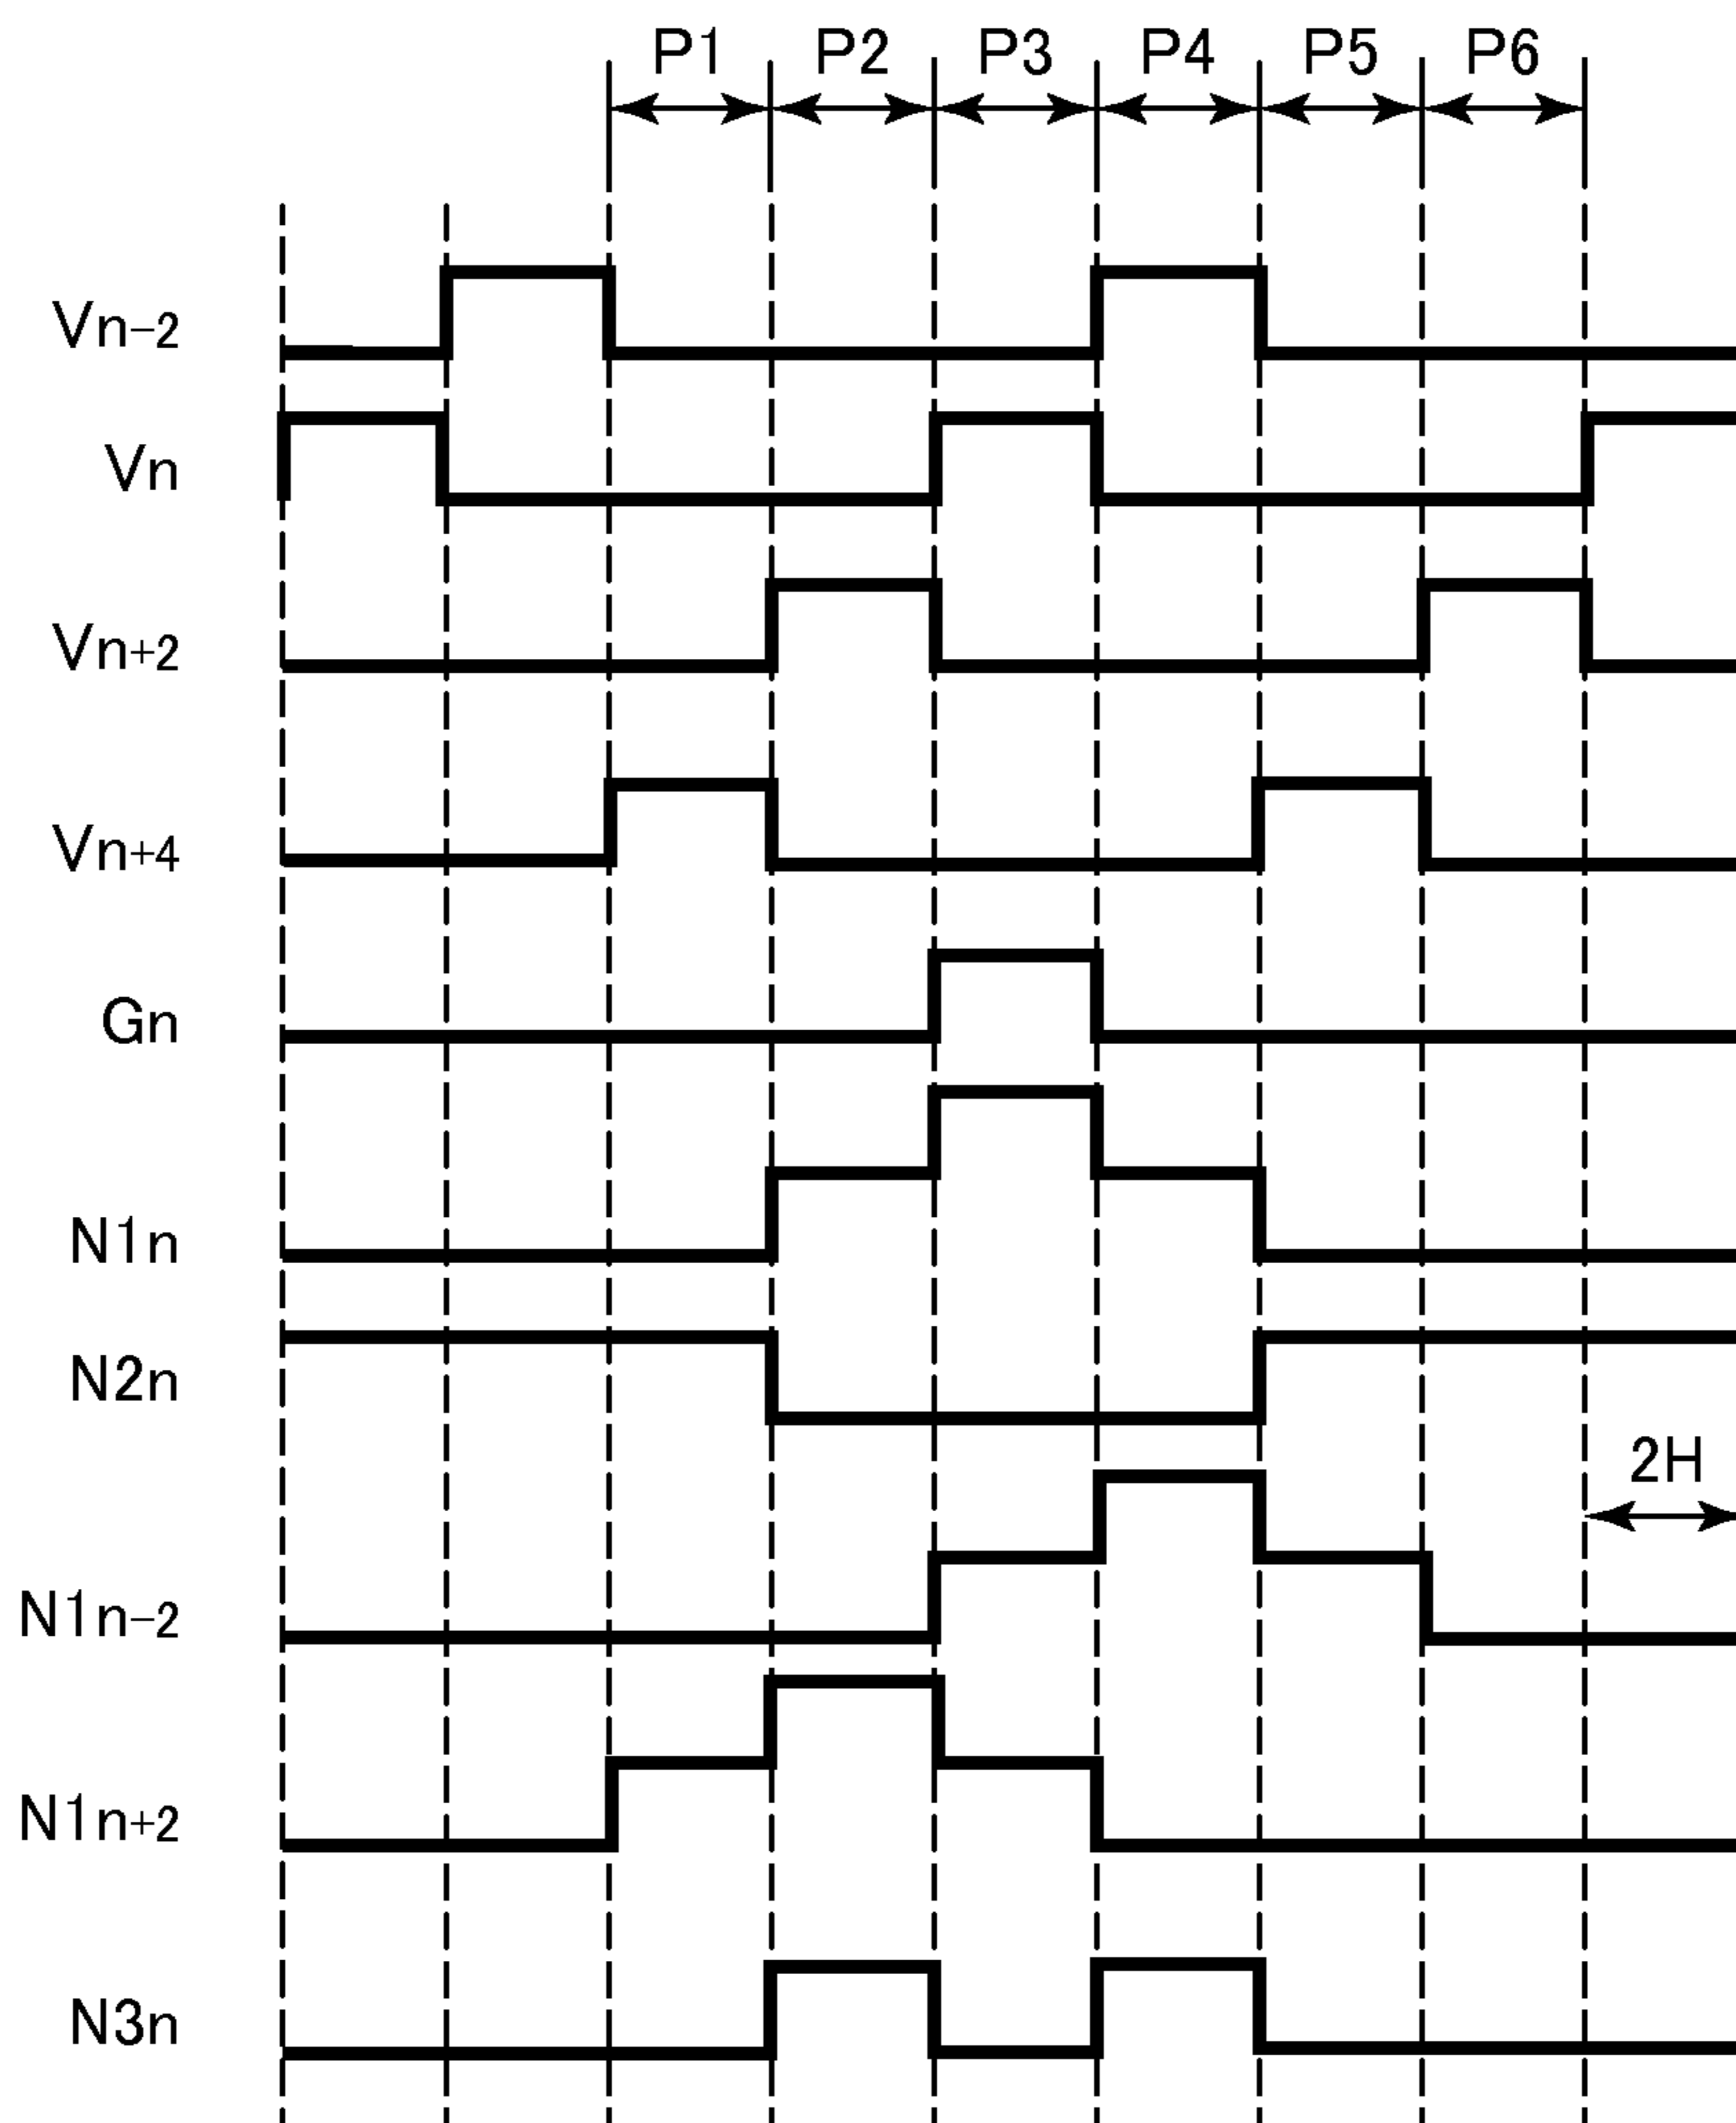 P1 P2 P3 P4 P5 P6
Vn-2
Vn
Vn+2
Vn+4
Gn
N1n
N2n
2H
N1n-2
N1n+2
N3n